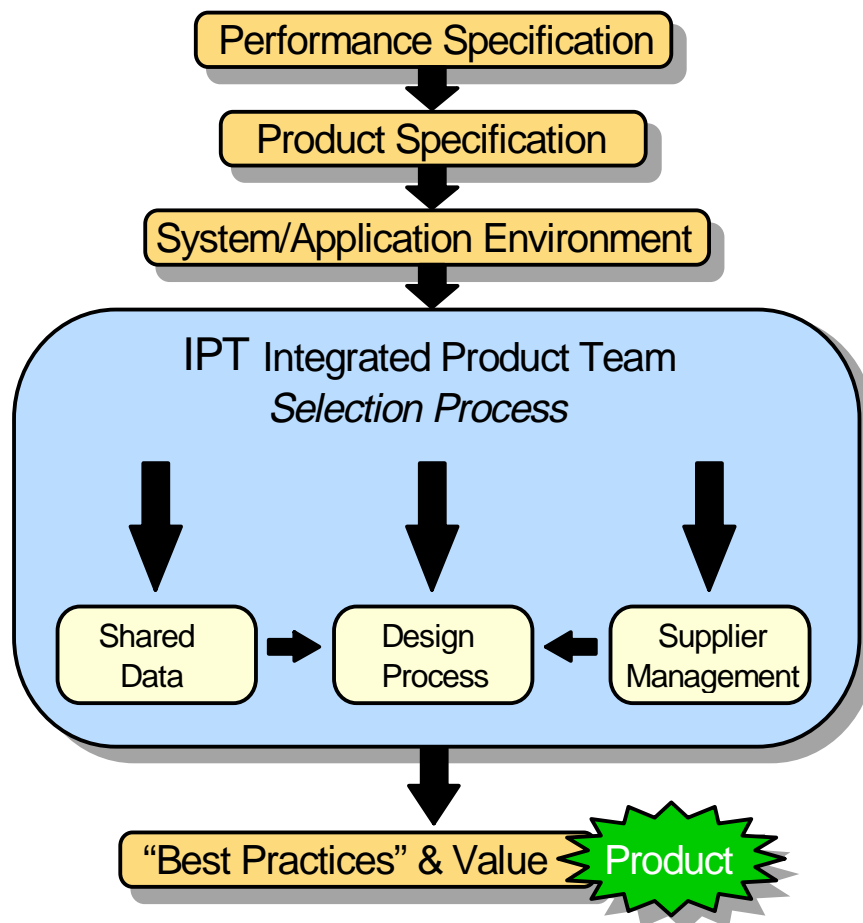 Performance Specification
Product Specification
System/Application Environment
IPT Integrated Product Team
Selection Process
Shared
Data
Design
Process
Supplier
Management
“Best Practices” & Value
Product